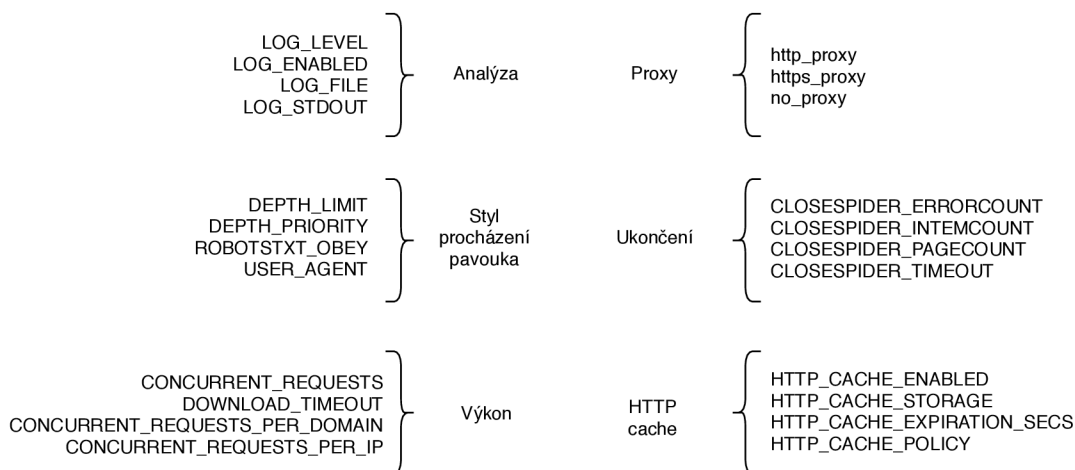 LOG_LEVEL
LOG_ENABLED
LOG_FILE
LOG_STDOUT
Analýza
Proxy
http_proxy
https_proxy
no_proxy
DEPTH_LIMIT
DEPTH_PRIORITY
ROBOTSTXT_OBEY
USER_AGENT
Styl
procházení
pavouka
Ukončení
CLOSESPIDER_ERRORCOUNT
CLOSESPIDER_INTEMCOUNT
CLOSESPIDER_PAGECOUNT
CLOSESPIDER_TIMEOUT
CONCURRENT_REQUESTS
DOWNLOAD_TIMEOUT
CONCURRENT_REQUESTS_PER_DOMAIN
CONCURRENT_REQUESTS_PER_IP
Výkon
HTTP
cache
HTTP_CACHE_ENABLED
HTTP_CACHE_STORAGE
HTTP_CACHE_EXPIRATION_SECS
HTTP_CACHE_POLICY